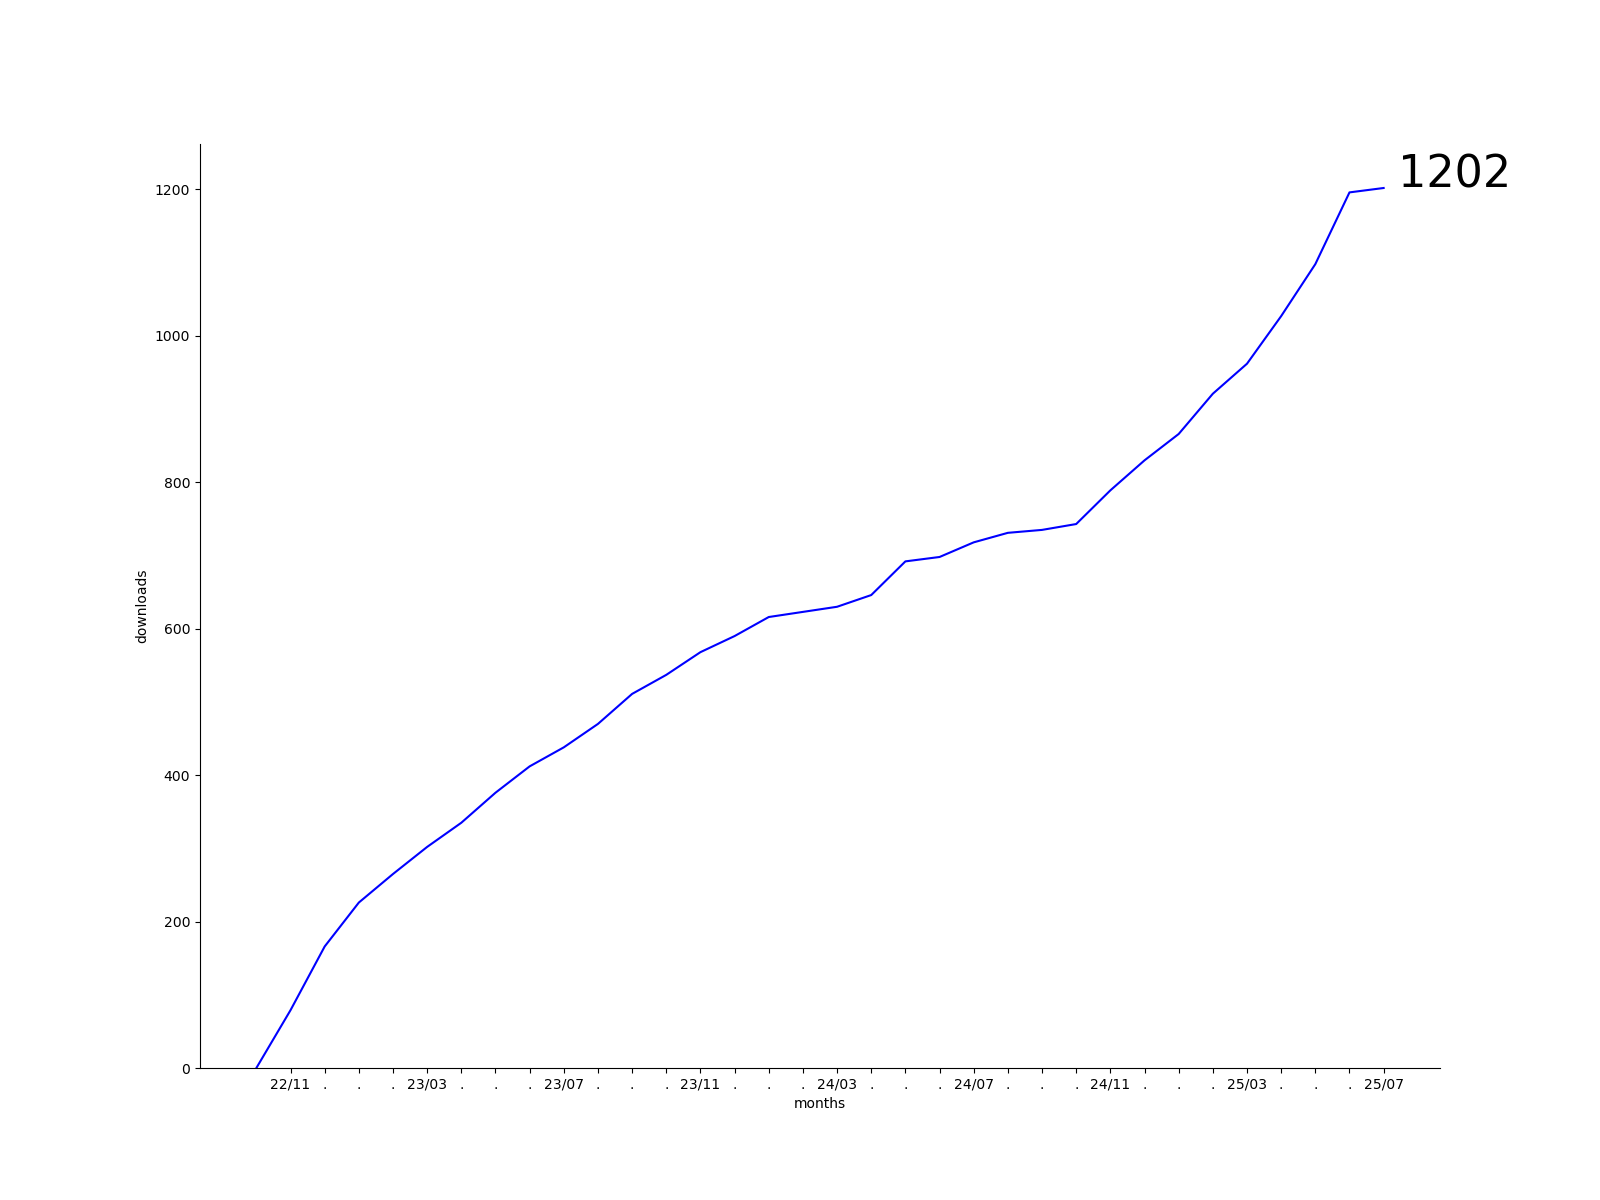 1202
1200
1000
800
600
400
200
0
downloads
22/11 . . . 23/03 . . . 23/07 . . . 23/11 . . . 24/03 . . . 24/07 . . . 24/11 . . . 25/03 . . . 25/07
months